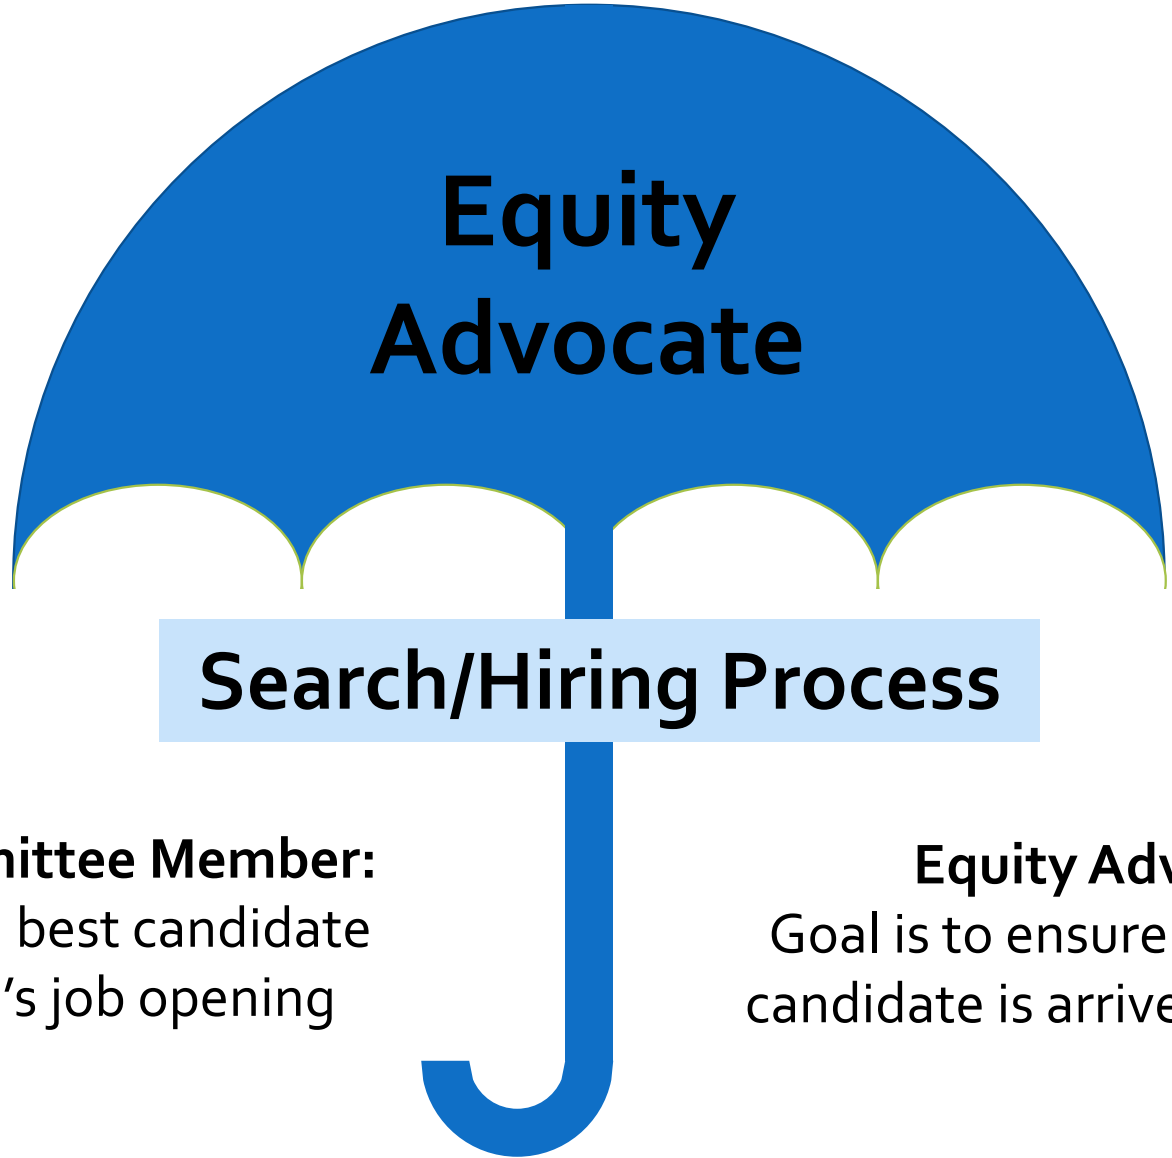 Equity
Advocate
Search/Hiring Process
mittee Member:
best candidate
's job opening
Equity Adv
Goal is to ensure
candidate is arrive